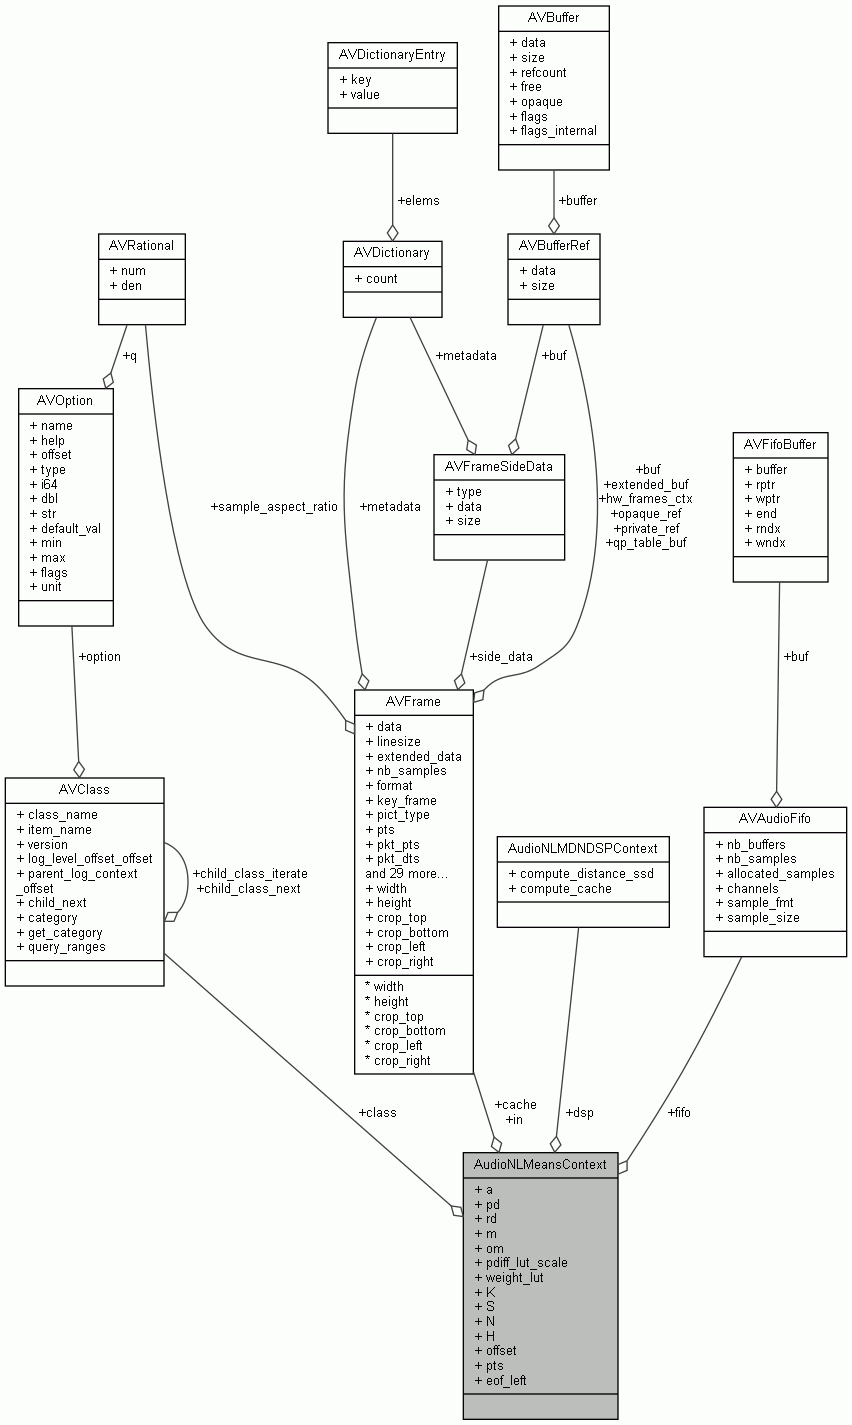 AVBuffer
+ data
+ size
+ refcount
+ free
+ opaque
+ flags
+ flags_internal
AVDictionaryEntry
+ key
+ value
+elems
+buffer
AVRational
+ num
+ den
AVDictionary
+ count
AVBufferRef
+ data
+ size
+q
+metadata
+buf
AVOption
+ name
+ help
+ offset
+ type
+ i64
+ dbl
+ str
+ default_val
+ min
+ max
+ flags
+ unit
+sample_aspect_ratio
+metadata
AVFrameSideData
+ type
+ data
+ size
+buf
+extended_buf
+hw_frames_ctx
+opaque_ref
+private_ref
+qp_table_buf
AVFifoBuffer
+ buffer
+ rptr
+ wptr
+ end
+ rndx
+ wndx
+option
+side_data
+buf
AVFrame
+ data
+ linesize
+ extended_data
+ nb_samples
+ format
+ key_frame
+ pict_type
+ pts
+ pkt_pts
+ pkt_dts
and 29 more...
+ width
+ height
+ crop_top
+ crop_bottom
+ crop_left
+ crop_right
* width
* height
* crop_top
* crop_bottom
* crop_left
* crop_right
AVClass
+ class_name
+ item_name
+ version
+ log_level_offset_offset
+ parent_log_context
_offset
+ child_next
+ category
+ get_category
+ query_ranges
+child_class_iterate
+child_class_next
AudioNLMDNDSPContext
+ compute_distance_ssd
+ compute_cache
AVAudioFifo
+ nb_buffers
+ nb_samples
+ allocated_samples
+ channels
+ sample_fmt
+ sample_size
+class
+cache
+in
+dsp
+fifo
AudioNLMeansContext
+ a
+ pd
+ rd
+ m
+ om
+ pdiff_lut_scale
+ weight_lut
+ K
+ S
+ N
+ H
+ offset
+ pts
+ eof_left